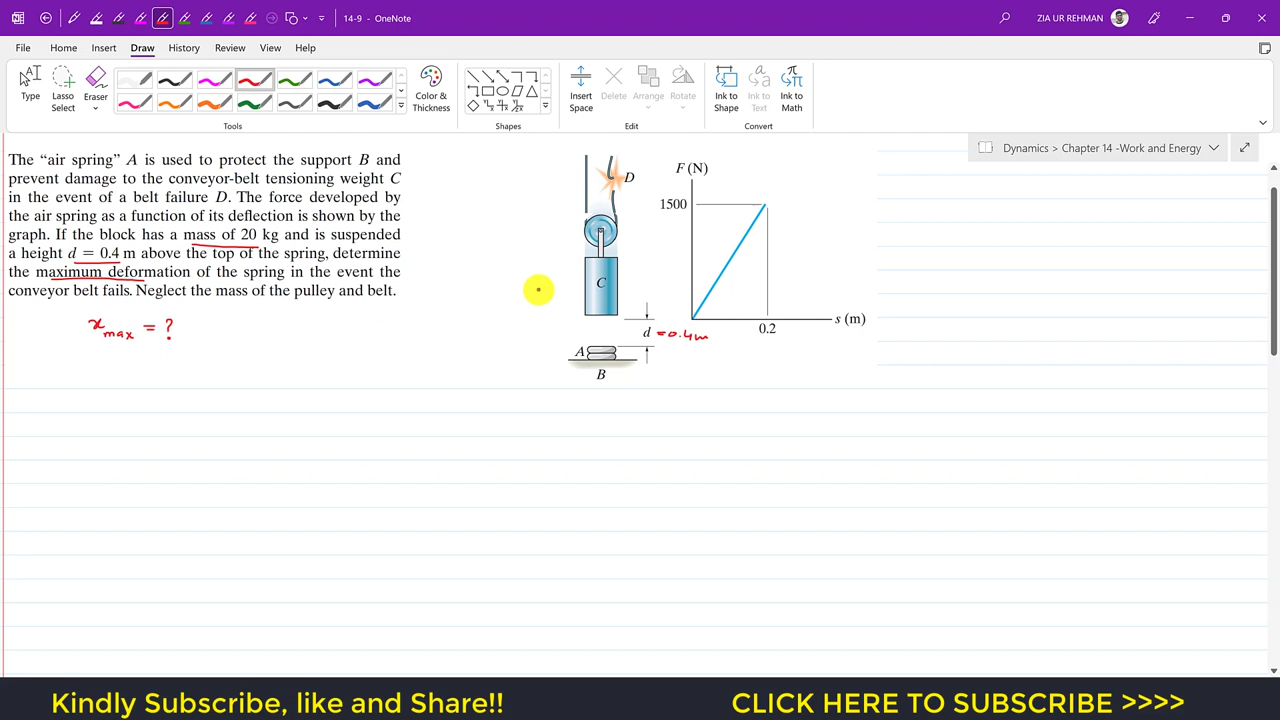 14-9 - OneNote
ZIA UR REHMAN
File Home Insert Draw History Review View Help
Type
Lasso Select
Eraser
Color & Thickness
Insert Space
Delete
Arrange
Rotate
Ink to Shape
Ink to Text
Ink to Math
Tools
Shapes
Edit
Convert
Dynamics > Chapter 14 -Work and Energy
The “air spring” A is used to protect the support B and
prevent damage to the conveyor-belt tensioning weight C
in the event of a belt failure D. The force developed by
the air spring as a function of its deflection is shown by the
graph. If the block has a mass of 20 kg and is suspended
a height d = 0.4 m above the top of the spring, determine
the maximum deformation of the spring in the event the
conveyor belt fails. Neglect the mass of the pulley and belt.
x max = ?
D
C
d = 0.4m
A
B
F (N)
1500
s (m)
0.2
Kindly Subscribe, like and Share!!
CLICK HERE TO SUBSCRIBE >>>>